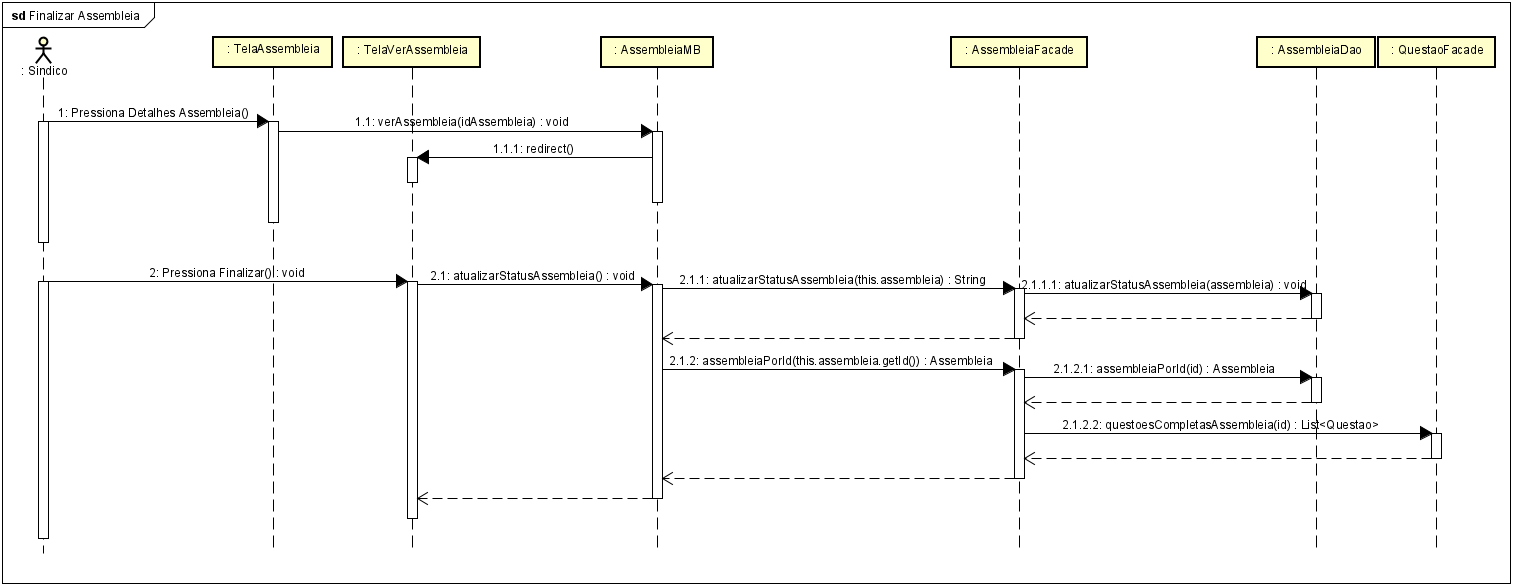 sd Finalizar Assembleia
: Sindico
: TelaAssembleia
: TelaVerAssembleia
: AssembleiaMB
: AssembleiaFacade
: AssembleiaDao
: QuestaoFacade
1: Pressiona Detalhes Assembleia()
1.1: verAssembleia(idAssembleia) : void
1.1.1: redirect()
2: Pressiona Finalizar() : void
2.1: atualizarStatusAssembleia() : void
2.1.1: atualizarStatusAssembleia(this.assembleia) : String
2.1.1.1: atualizarStatusAssembleia(assembleia) : void
2.1.2: assembleiaPorId(this.assembleia.getId()) : Assembleia
2.1.2.1: assembleiaPorId(id) : Assembleia
2.1.2.2: questoesCompletasAssembleia(id) : List<Questao>